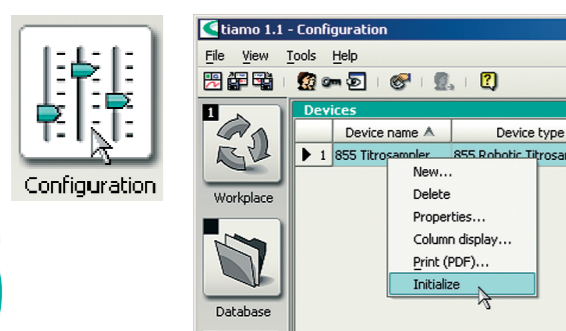 Configuration
tiamo 1.1 - Configuration
File View Tools Help
1
Workplace
Database
Devices
Device name Device type
1 855 Titrosampler 855 Robotic
New...
Delete
Properties...
Column display...
Print (PDF)...
Initialize